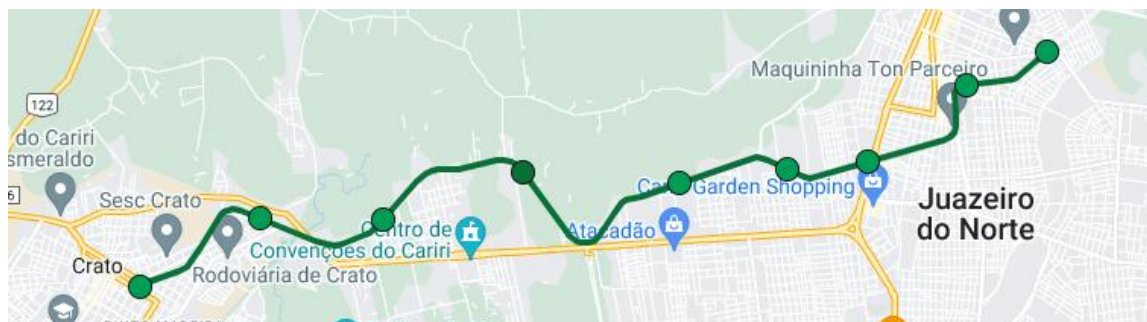 Maquininha Ton Parceiro
122
do Cariri
smeraldo
6
Sesc Crato
Garden Shopping
Juazeiro
do Norte
Atacadão
Centro de
Convenções do Cariri
Crato
Rodoviária de Crato